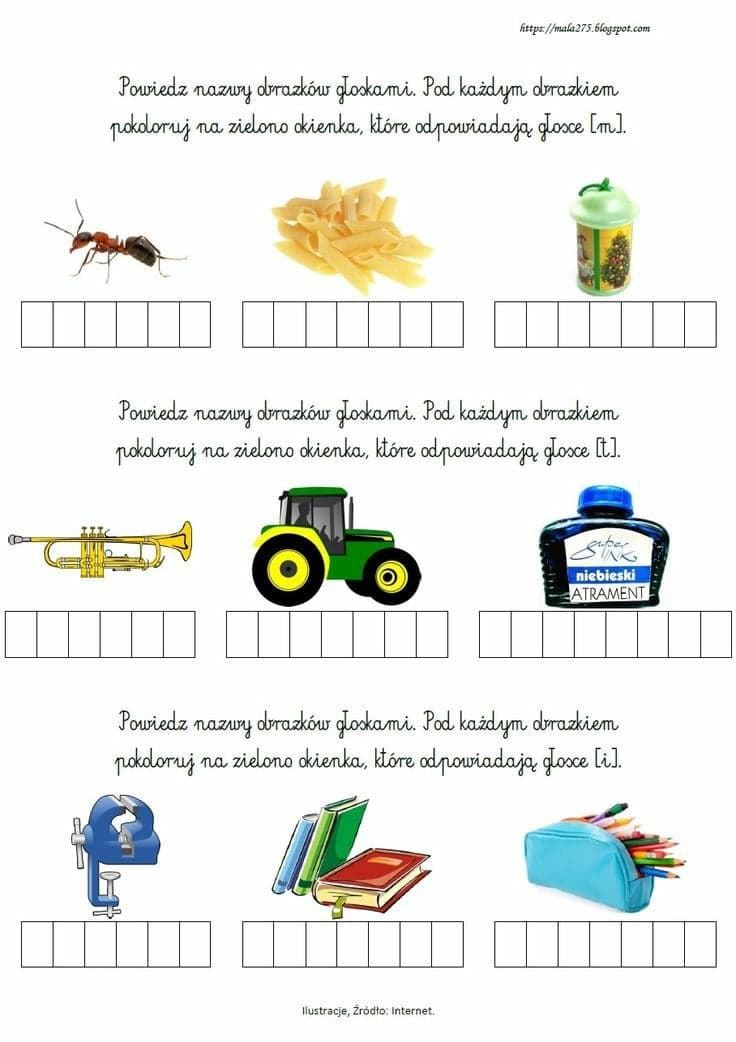 https://mala275.blogspot.com
Powiedz nazwy obrazków głoskami. Pod każdym obrazkiem
pokoloruj na zielono okienka, które odpowiadają głosce [m].
Powiedz nazwy obrazków głoskami. Pod każdym obrazkiem
pokoloruj na zielono okienka, które odpowiadają głosce [t].
super
INK
niebieski
ATRAMENT
Powiedz nazwy obrazków głoskami. Pod każdym obrazkiem
pokoloruj na zielono okienka, które odpowiadają głosce [i].
Ilustracje, Źródło: Internet.